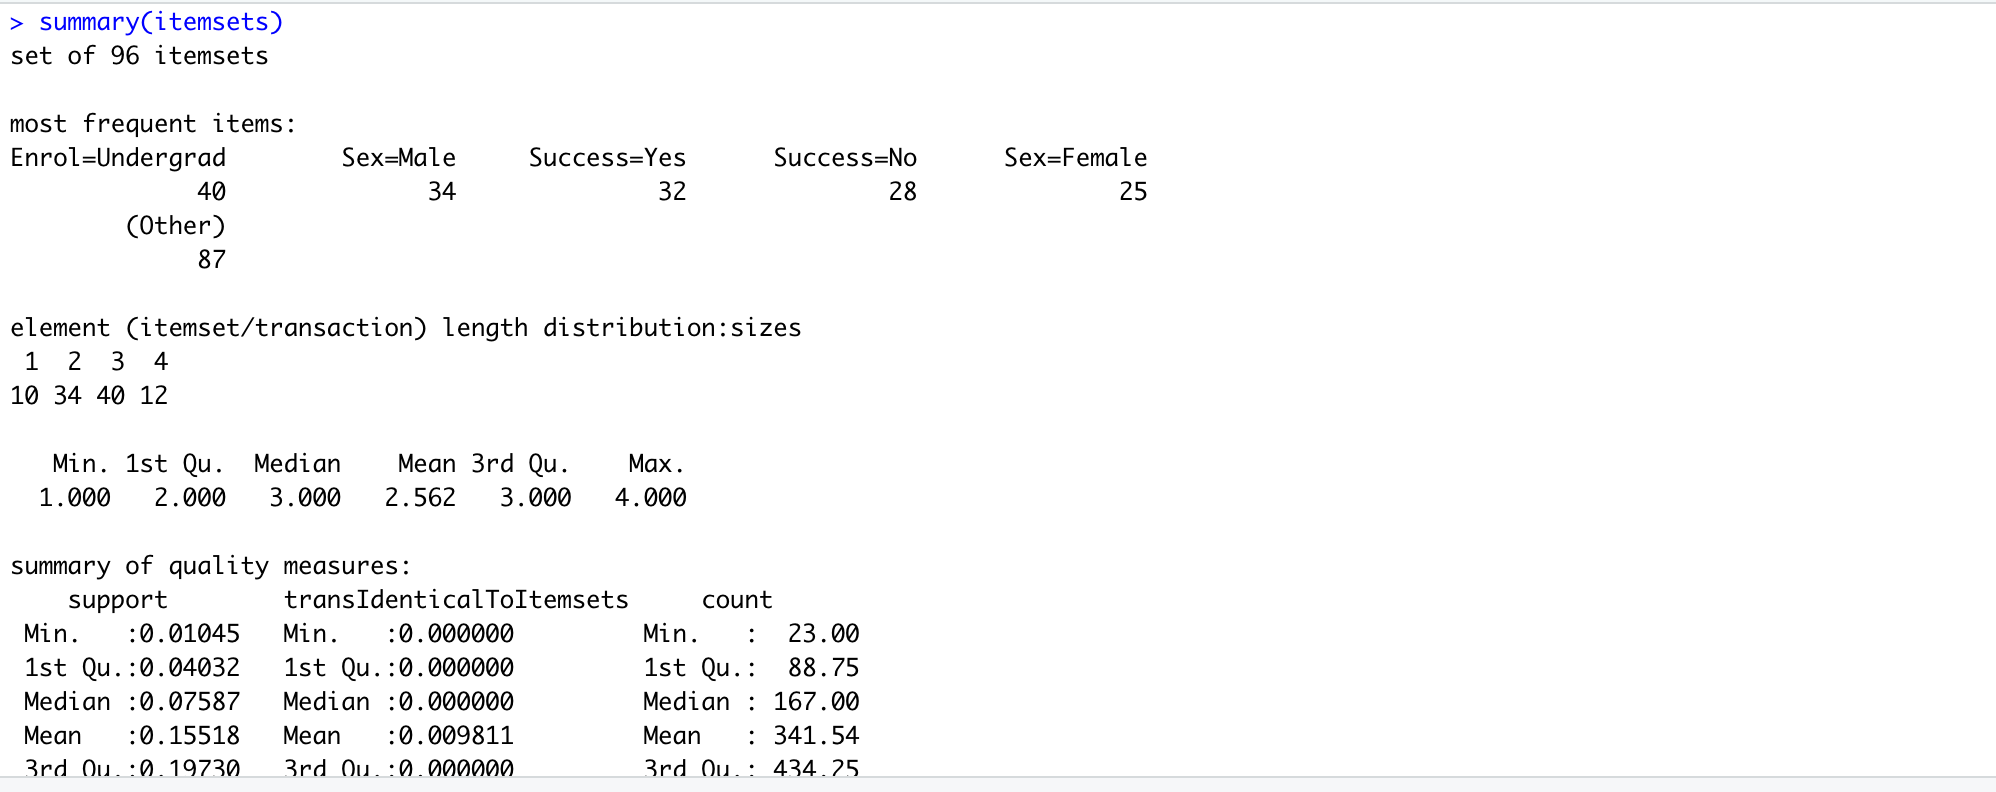 > summary(itemsets)
set of 96 itemsets
most frequent items:
Enrol=Undergrad        Sex=Male     Success=Yes      Success=No      Sex=Female
             40              34              32              28              25
        (Other)
             87
element (itemset/transaction) length distribution:sizes
 1  2  3  4
10 34 40 12
   Min. 1st Qu.  Median    Mean 3rd Qu.    Max.
  1.000   2.000   3.000   2.562   3.000   4.000
summary of quality measures:
    support        transIdenticalToItemsets     count
 Min.   :0.01045   Min.   :0.000000         Min.   :  23.00
 1st Qu.:0.04032   1st Qu.:0.000000         1st Qu.:  88.75
 Median :0.07587   Median :0.000000         Median : 167.00
 Mean   :0.15518   Mean   :0.009811         Mean   : 341.54
 3rd Qu.:0.19730   3rd Qu.:0.000000         3rd Qu.: 434.25